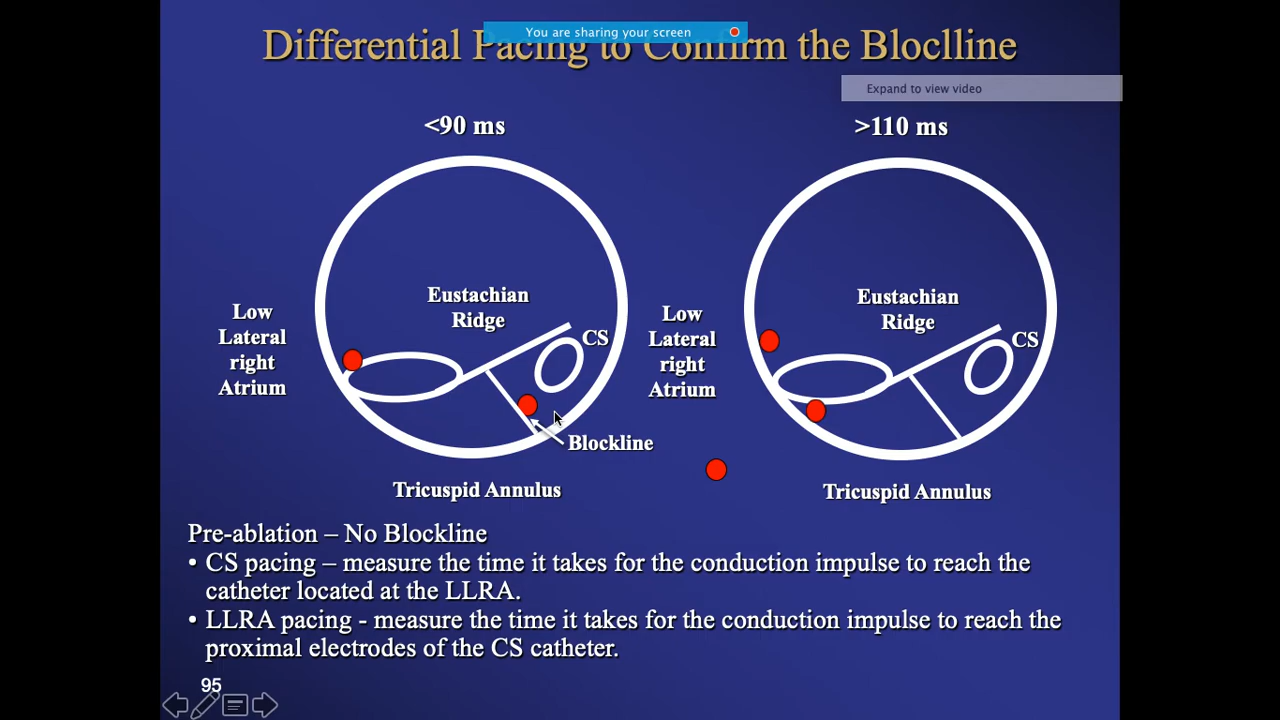 You are sharing your screen
Differential Pacing to Confirm the Bloclline
Expand to view video
<90 ms
>110 ms
Eustachian
Ridge
Low
Lateral
right
Atrium
CS
Blockline
Tricuspid Annulus
Eustachian
Ridge
Low
Lateral
right
Atrium
CS
Tricuspid Annulus
Pre-ablation – No Blockline
• CS pacing – measure the time it takes for the conduction impulse to reach the
catheter located at the LLRA.
• LLRA pacing - measure the time it takes for the conduction impulse to reach the
proximal electrodes of the CS catheter.
95